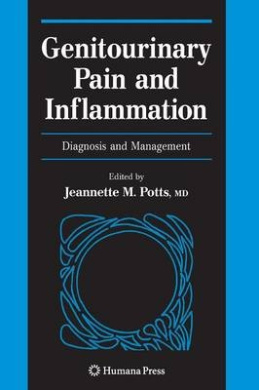 Genitourinary
Pain and
Inflammation
Diagnosis and Management
Edited by
Jeannette M. Potts, MD
Humana Press